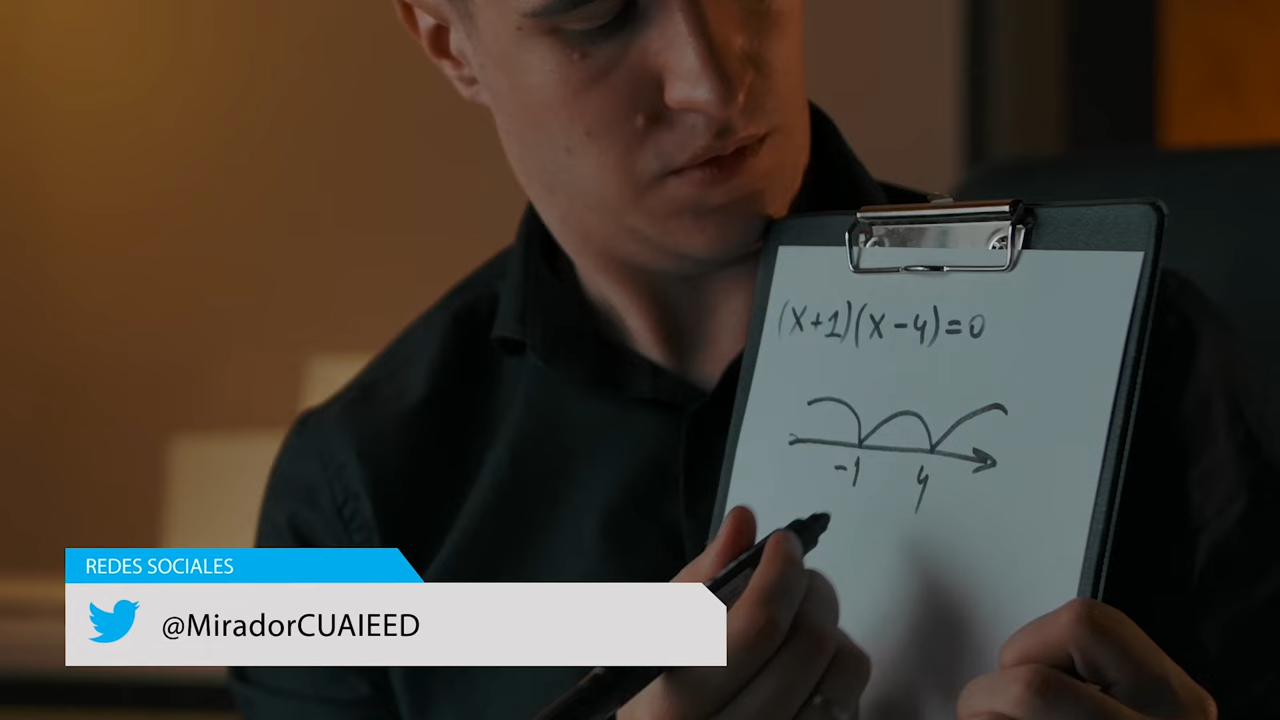 (x+1)(x-4)=0
-1 4
REDES SOCIALES
@MiradorCUAIEED